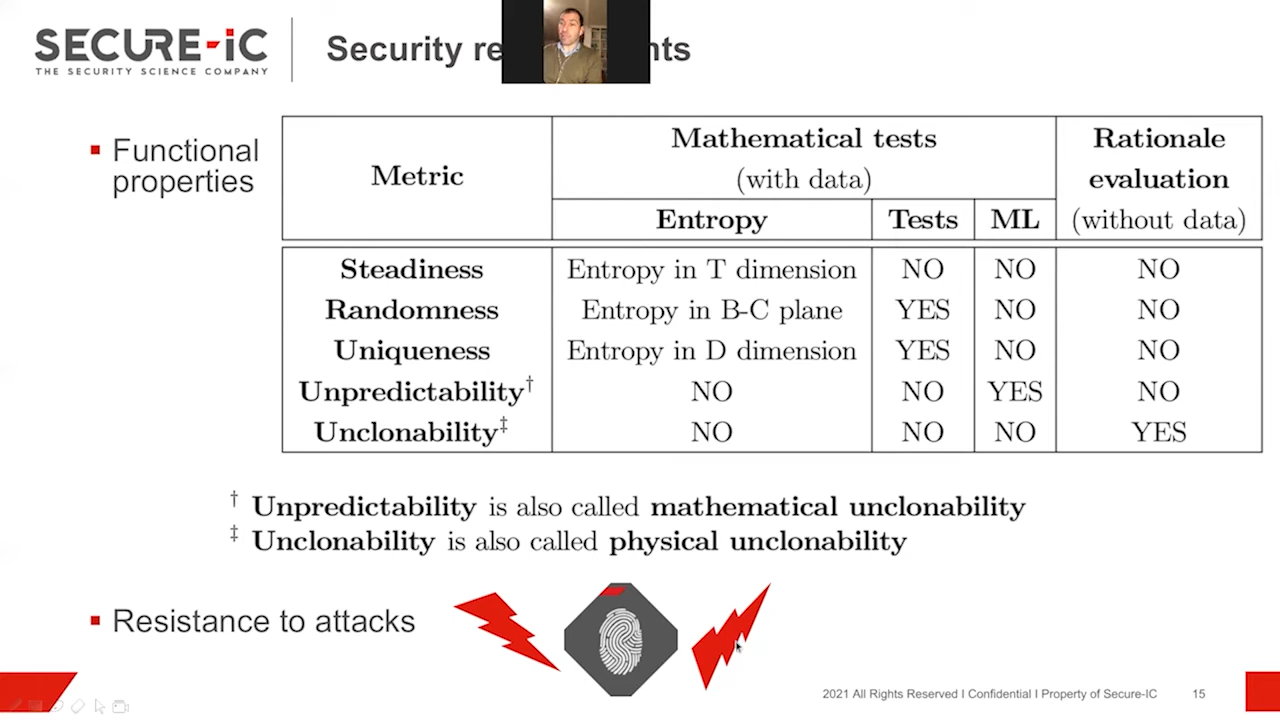 SECURE-iC
THE SECURITY SCIENCE COMPANY
Security re nts
Functional
properties
Metric
Mathematical tests
(with data)
Rationale
evaluation
(without data)
Entropy Tests ML
Steadiness Entropy in T dimension NO NO NO
Randomness Entropy in B-C plane YES NO NO
Uniqueness Entropy in D dimension YES NO NO
Unpredictability† NO NO YES NO
Unclonability‡ NO NO NO YES
† Unpredictability is also called mathematical unclonability
‡ Unclonability is also called physical unclonability
Resistance to attacks
2021 All Rights Reserved I Confidential I Property of Secure-IC 15